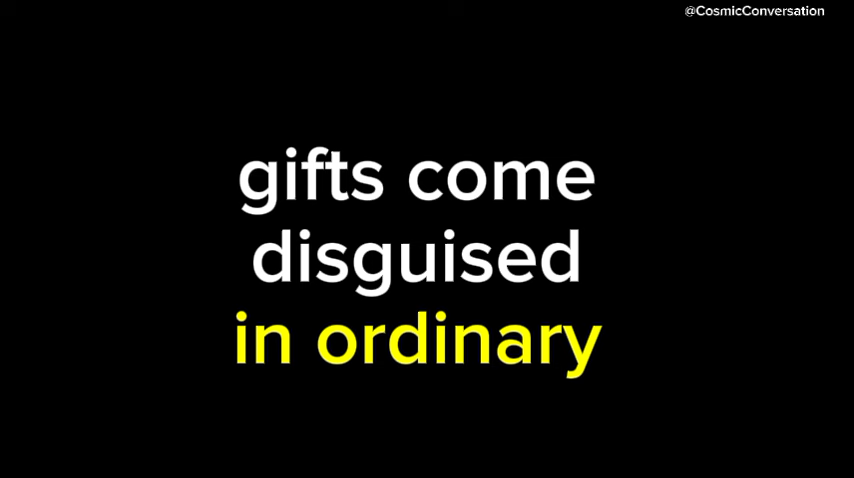 @CosmicConversation
gifts come
disguised
in ordinary